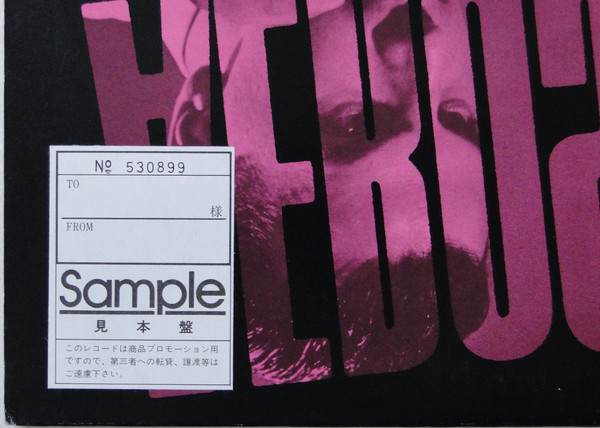 HEBOS
№ 530899
TO
様
FROM
Sample
見本盤
このレコードは商品プロモーション用
ですので、第三者への転貸、譲渡等は
ご遠慮下さい。